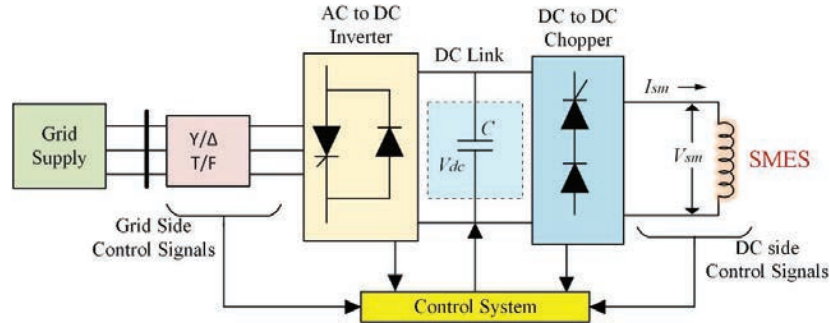 AC to DC
Inverter
DC Link
DC to DC
Chopper
Grid
Supply
Y/Δ
T/F
C
Vdc
Ism
Vsm
SMES
Grid Side
Control Signals
DC side
Control Signals
Control System